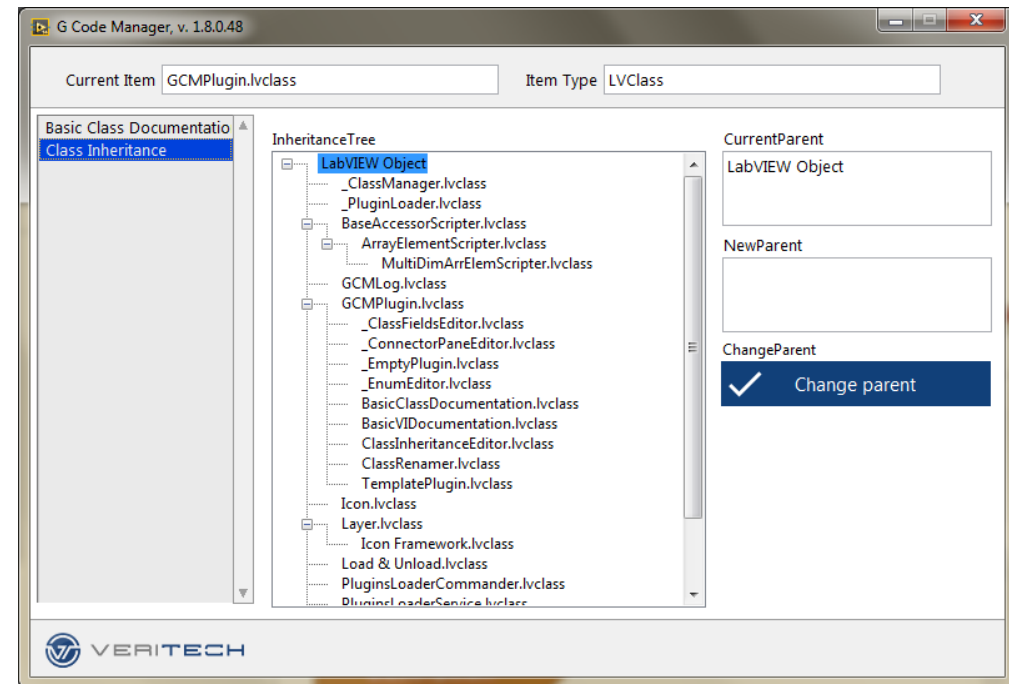 G Code Manager, v. 1.8.0.48
Current Item GCMPlugin.lvclass Item Type LVClass
Basic Class Documentatio
Class Inheritance
InheritanceTree
LabVIEW Object
_ClassManager.lvclass
_PluginLoader.lvclass
BaseAccessorScripter.lvclass
ArrayElementScripter.lvclass
MultiDimArrElemScripter.lvclass
GCMLog.lvclass
GCMPlugin.lvclass
_ClassFieldsEditor.lvclass
_ConnectorPaneEditor.lvclass
_EmptyPlugin.lvclass
_EnumEditor.lvclass
BasicClassDocumentation.lvclass
BasicVIDocumentation.lvclass
ClassInheritanceEditor.lvclass
ClassRenamer.lvclass
TemplatePlugin.lvclass
Icon.lvclass
Layer.lvclass
Icon Framework.lvclass
Load & Unload.lvclass
PluginsLoaderCommander.lvclass
PluginsLoaderService.lvclass
CurrentParent
LabVIEW Object
NewParent
ChangeParent
Change parent
VERITECH